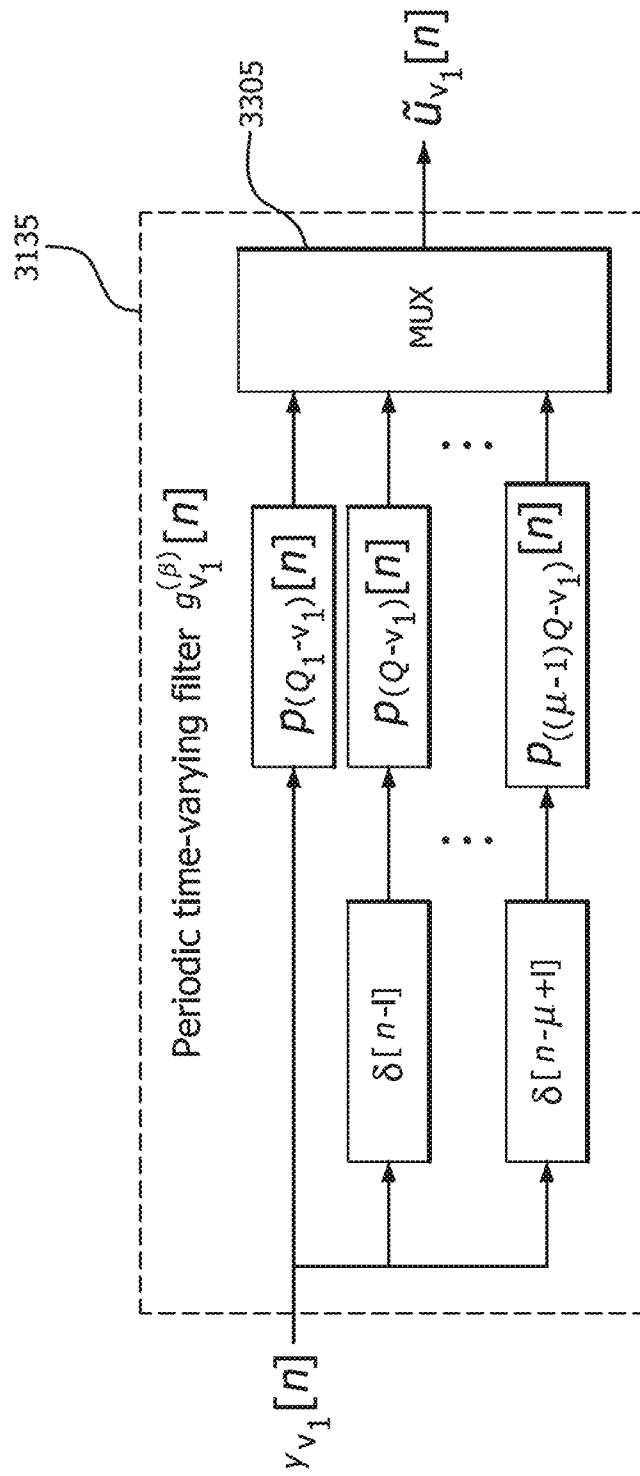 3135
3305
Periodic time-varying filter g_{v_1}^{(β)}[n]
y_{v_1}[n]
p_{(Q_1-v_1)}[n]
MUX
ũ_{v_1}[n]
δ[n-1]
p_{(Q-v_1)}[n]
...
...
δ[n-μ+1]
p_{((μ-1)Q-v_1)}[n]